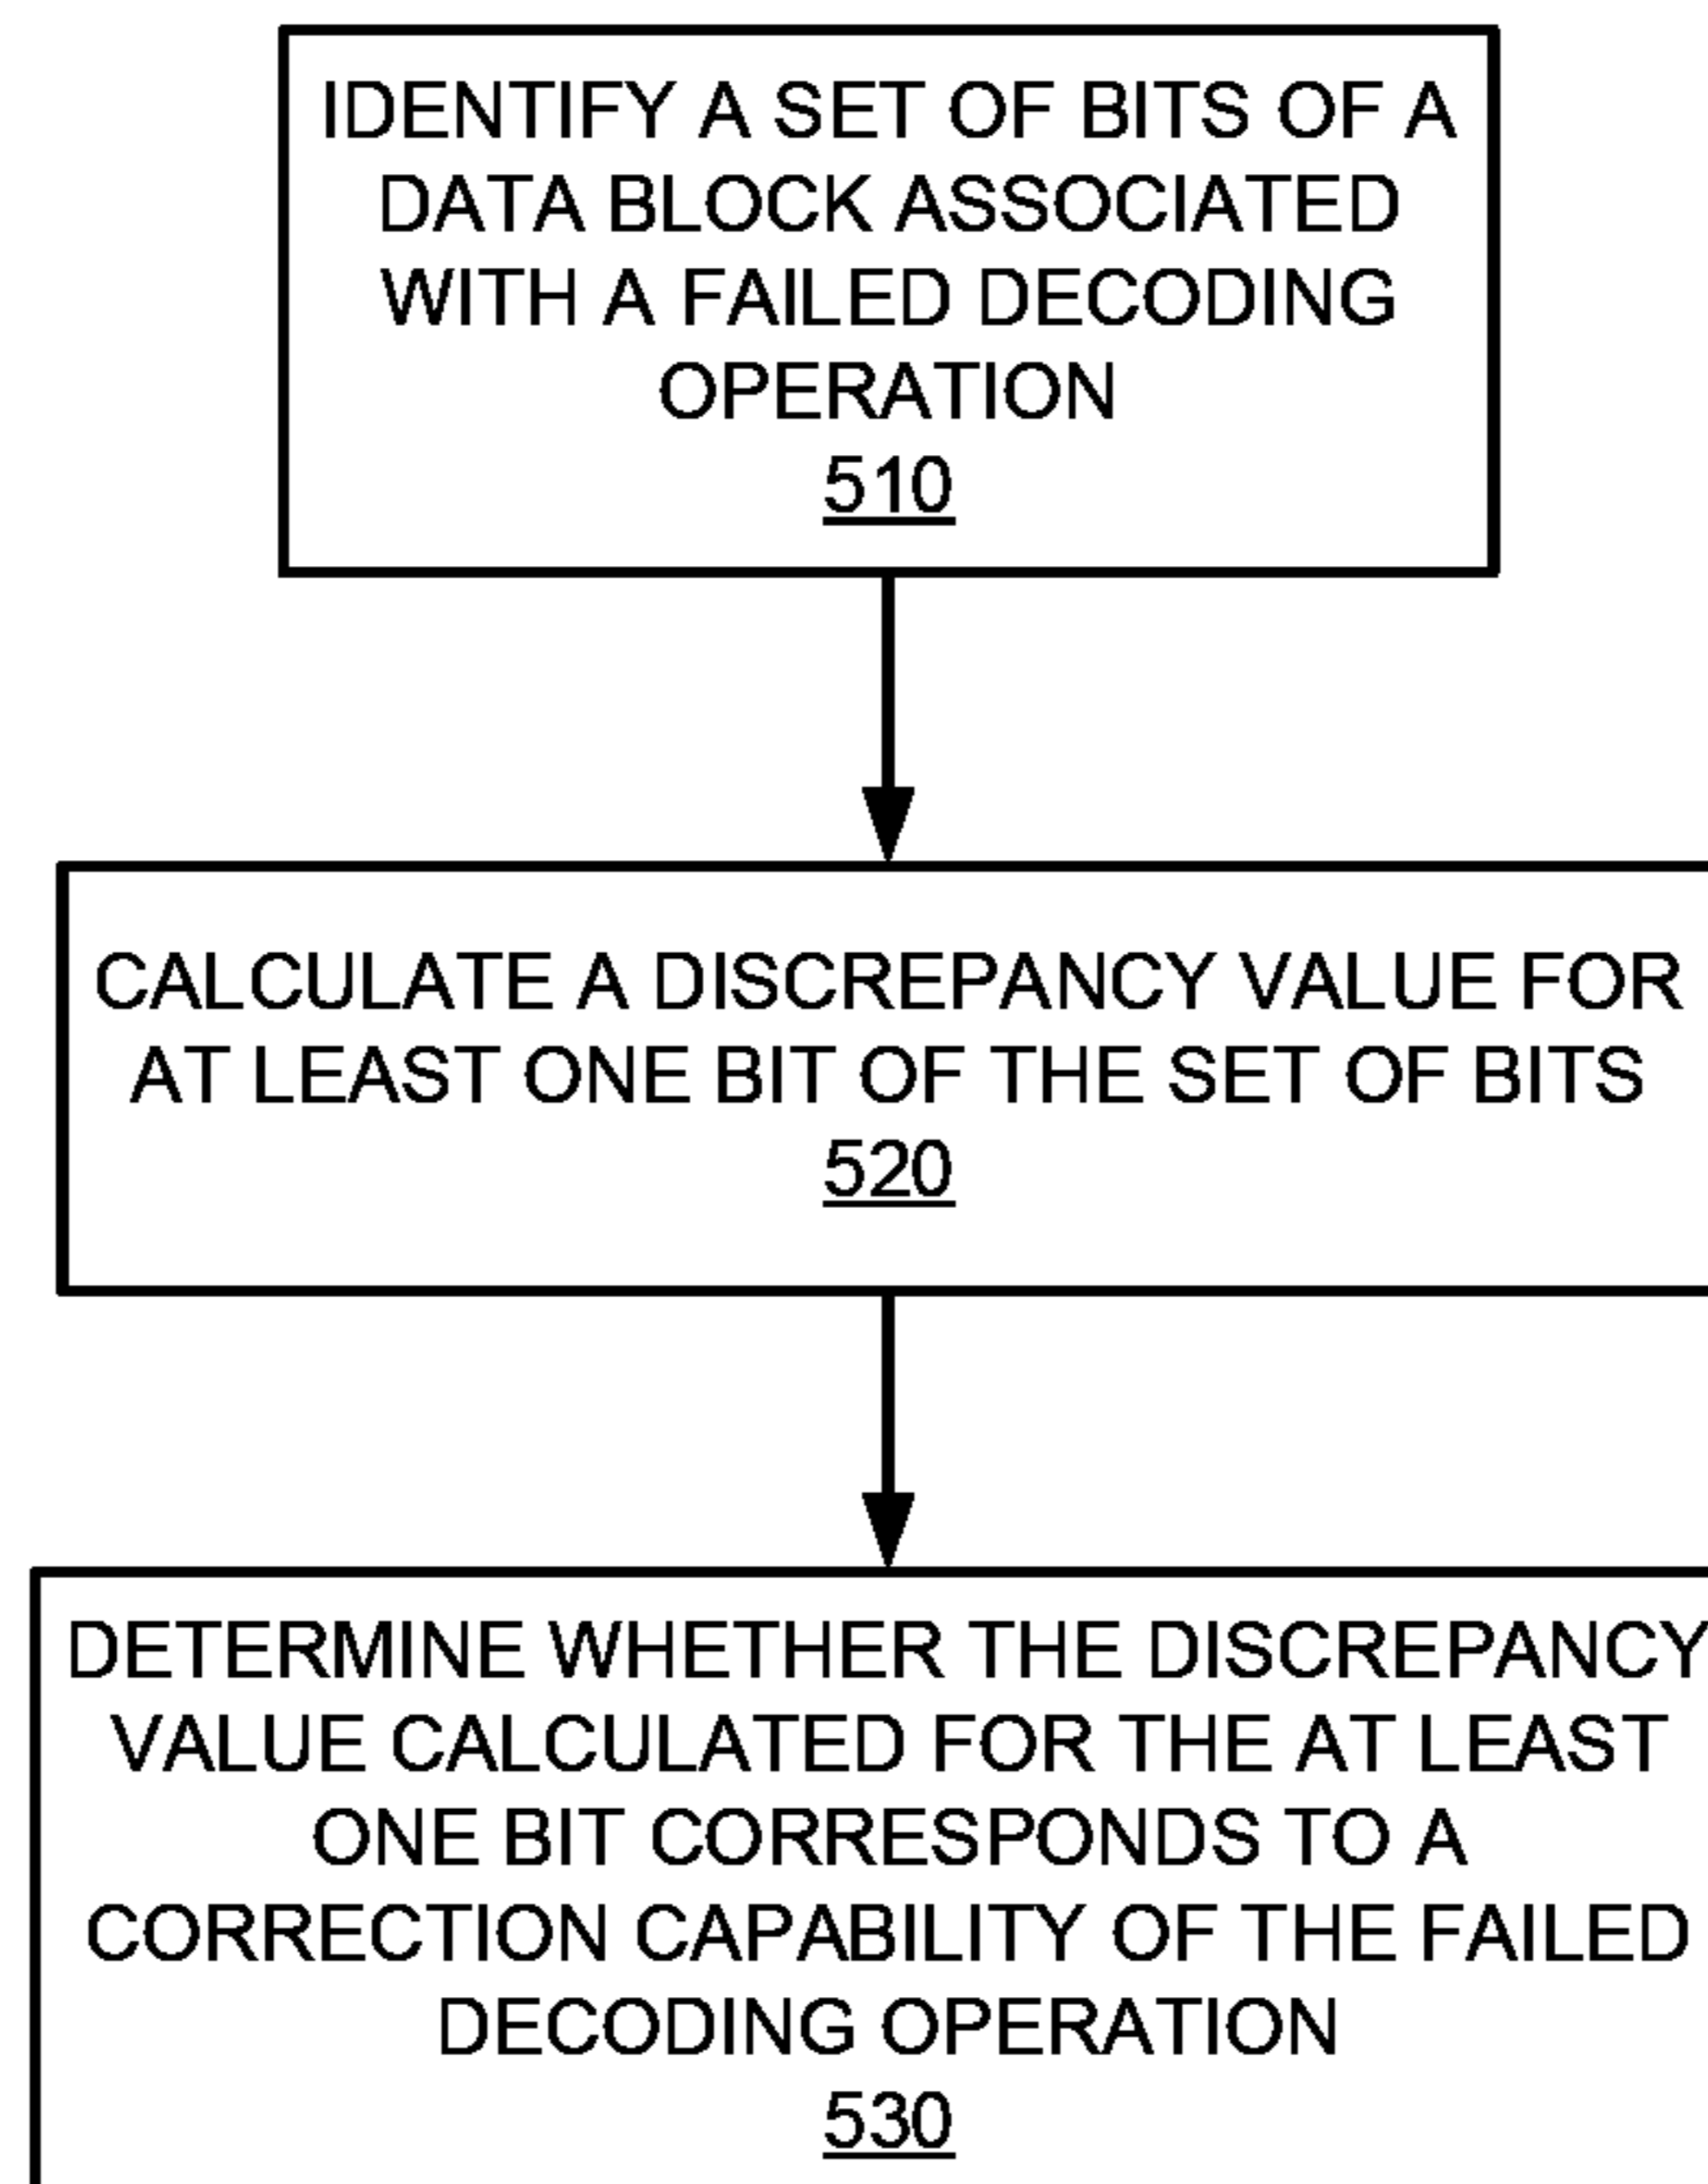 IDENTIFY A SET OF BITS OF A
DATA BLOCK ASSOCIATED
WITH A FAILED DECODING
OPERATION
510
CALCULATE A DISCREPANCY VALUE FOR
AT LEAST ONE BIT OF THE SET OF BITS
520
DETERMINE WHETHER THE DISCREPANCY
VALUE CALCULATED FOR THE AT LEAST
ONE BIT CORRESPONDS TO A
CORRECTION CAPABILITY OF THE FAILED
DECODING OPERATION
530